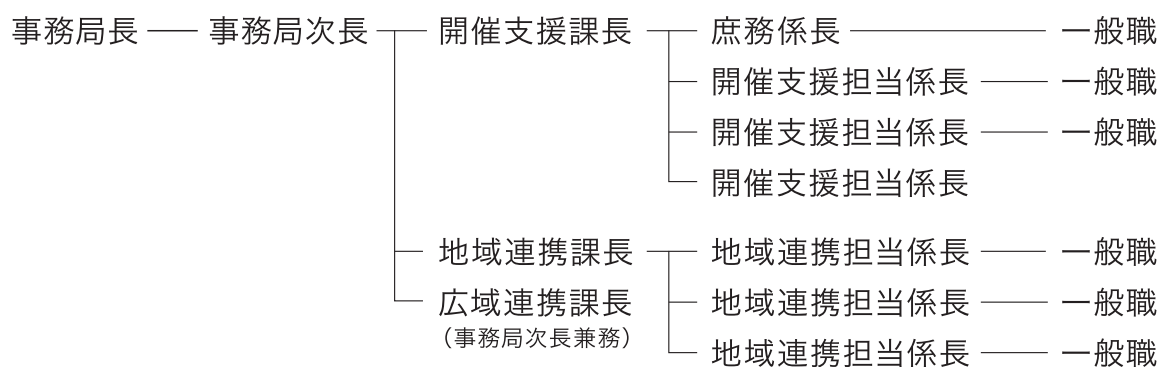 事務局長 事務局次長 開催支援課長 庶務係長 一般職
開催支援担当係長 一般職
開催支援担当係長 一般職
開催支援担当係長
地域連携課長 地域連携担当係長 一般職
広域連携課長 地域連携担当係長 一般職
（事務局次長兼務）
地域連携担当係長 一般職